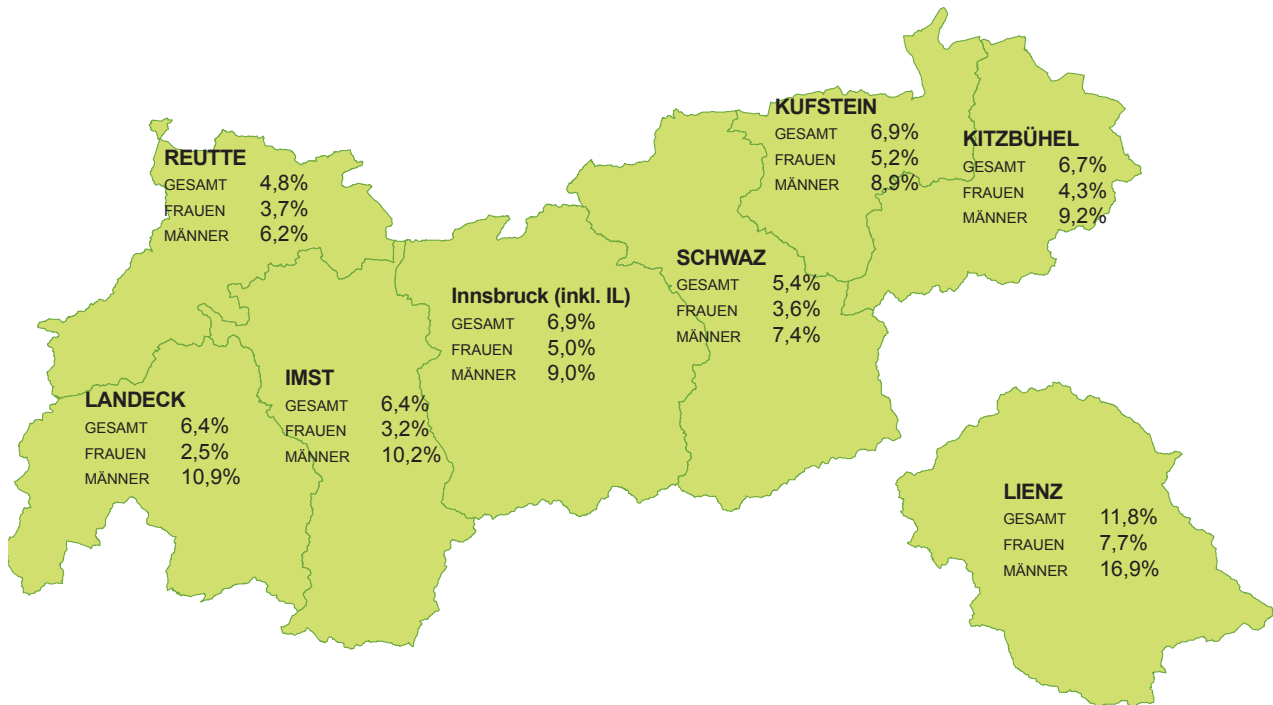 KUFSTEIN
GESAMT 6,9%
FRAUEN 5,2%
MÄNNER 8,9%
KITZBÜHEL
GESAMT 6,7%
FRAUEN 4,3%
MÄNNER 9,2%
REUTTE
GESAMT 4,8%
FRAUEN 3,7%
MÄNNER 6,2%
SCHWAZ
GESAMT 5,4%
FRAUEN 3,6%
MÄNNER 7,4%
Innsbruck (inkl. IL)
GESAMT 6,9%
FRAUEN 5,0%
MÄNNER 9,0%
IMST
GESAMT 6,4%
FRAUEN 3,2%
MÄNNER 10,2%
LANDECK
GESAMT 6,4%
FRAUEN 2,5%
MÄNNER 10,9%
LIENZ
GESAMT 11,8%
FRAUEN 7,7%
MÄNNER 16,9%